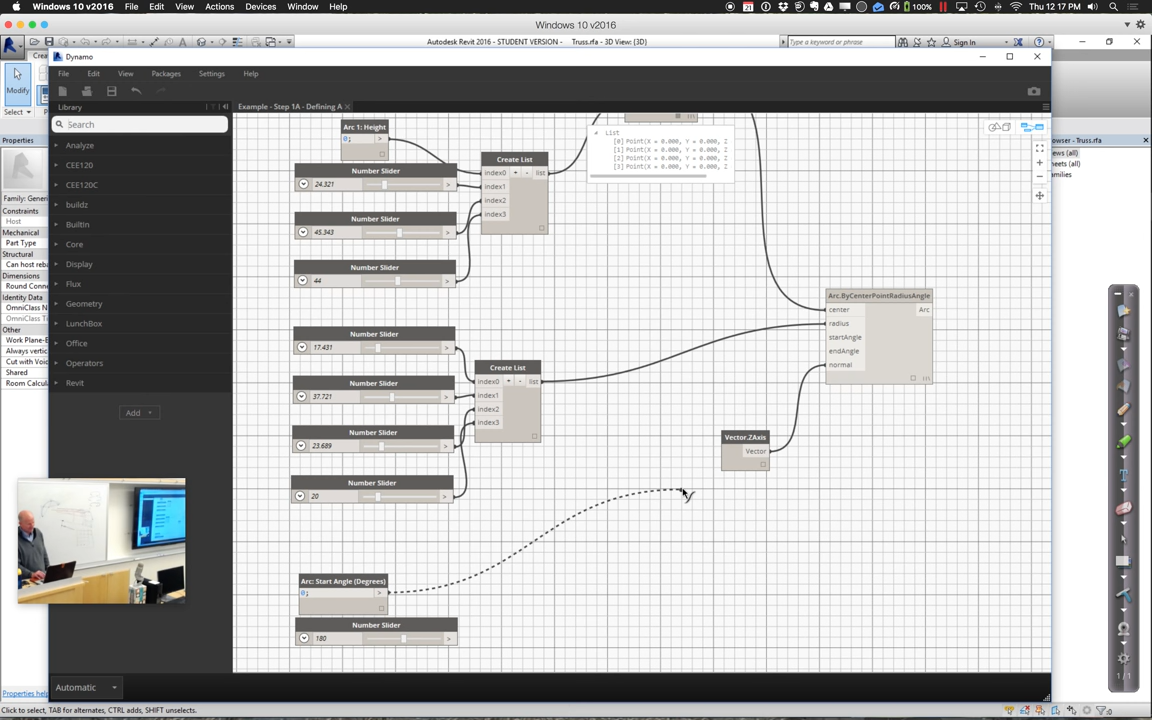 File Edit View Actions Devices Window Help
21
100% Thu 12 17 PM
Windows 10 v2016
Autodesk Revit 2016 - STUDENT VERSION - Truss.rfa - 3D View: {3D}
Type a keyword or phrase
Sign In
Modify
Select
Dynamo
File Edit View Packages Settings Help
Library
Example - Step 1A - Defining A
Search
Analyze
CEE120
CEE120C
buildz
BuiltIn
Core
Display
Flux
Geometry
LunchBox
Office
Operators
Revit
Add
Automatic
Properties
Family: Generi
Constraints
Host
Mechanical
Part Type
Structural
Can host reba
Dimensions
Round Conne
Identity Data
OmniClass N
OmniClass Ti
Other
Work Plane-E
Always vertic
Cut with Voic
Shared
Room Calcula
Properties help
Arc 1: Height
0;
>
Number Slider
24.321
>
Number Slider
45.343
>
Number Slider
44
>
Create List
index0 + - list
index1
index2
index3
List
[0] Point(X = 0.000, Y = 0.000, Z
[1] Point(X = 0.000, Y = 0.000, Z
[2] Point(X = 0.000, Y = 0.000, Z
[3] Point(X = 0.000, Y = 0.000, Z
Number Slider
17.431
>
Number Slider
37.721
>
Number Slider
23.689
>
Number Slider
20
>
Create List
index0 + - list
index1
index2
index3
Arc.ByCenterPointRadiusAngle
center Arc
radius
startAngle
endAngle
normal
Vector.ZAxis
Vector
Arc: Start Angle (Degrees)
0;
>
Number Slider
180
>
owser - Truss.rfa
ews (all)
heets (all)
amilies
1 / 1
Click to select, TAB for alternates, CTRL adds, SHIFT unselects.
:0